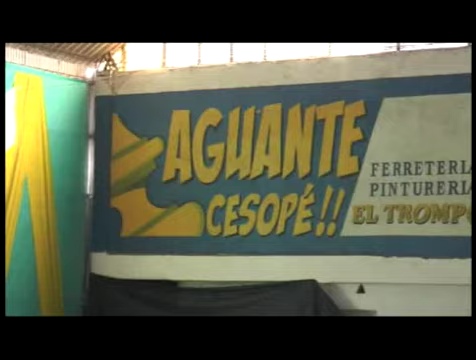 AGUANTE
CESOPÉ!!
FERRETERIA
PINTURERIA
EL TROMPO